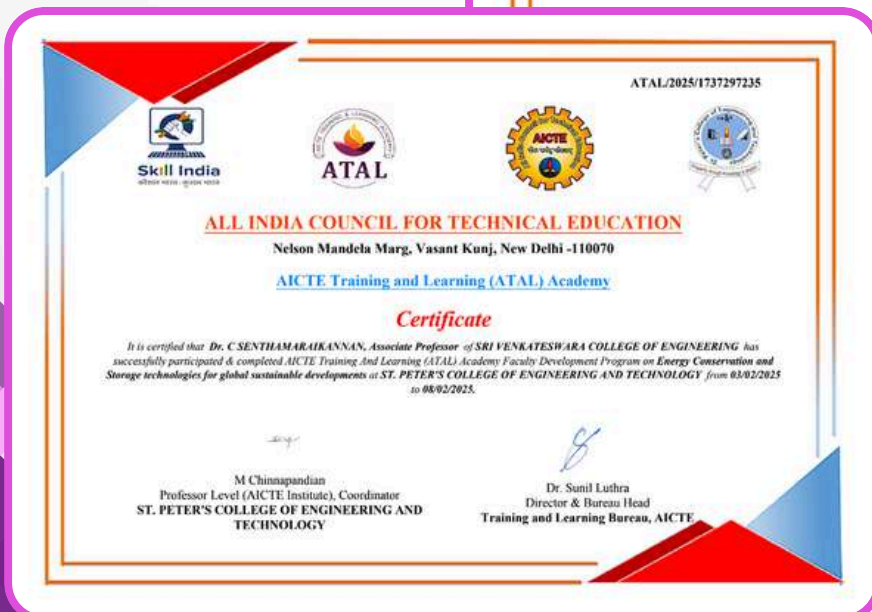 ATAL/2025/1737297235
Skill India
कौशल भारत - कुशल भारत
ATAL
AICTE
ALL INDIA COUNCIL FOR TECHNICAL EDUCATION
Nelson Mandela Marg, Vasant Kunj, New Delhi -110070
AICTE Training and Learning (ATAL) Academy
Certificate
It is certified that Dr. C SENTHAMARAIKANNAN, Associate Professor of SRI VENKATESWARA COLLEGE OF ENGINEERING has
successfully participated & completed AICTE Training And Learning (ATAL) Academy Faculty Development Program on Energy Conservation and
Storage technologies for global sustainable developments at ST. PETER'S COLLEGE OF ENGINEERING AND TECHNOLOGY from 03/02/2025
to 08/02/2025.
M Chinnapandian
Professor Level (AICTE Institute), Coordinator
ST. PETER'S COLLEGE OF ENGINEERING AND
TECHNOLOGY
Dr. Sunil Luthra
Director & Bureau Head
Training and Learning Bureau, AICTE